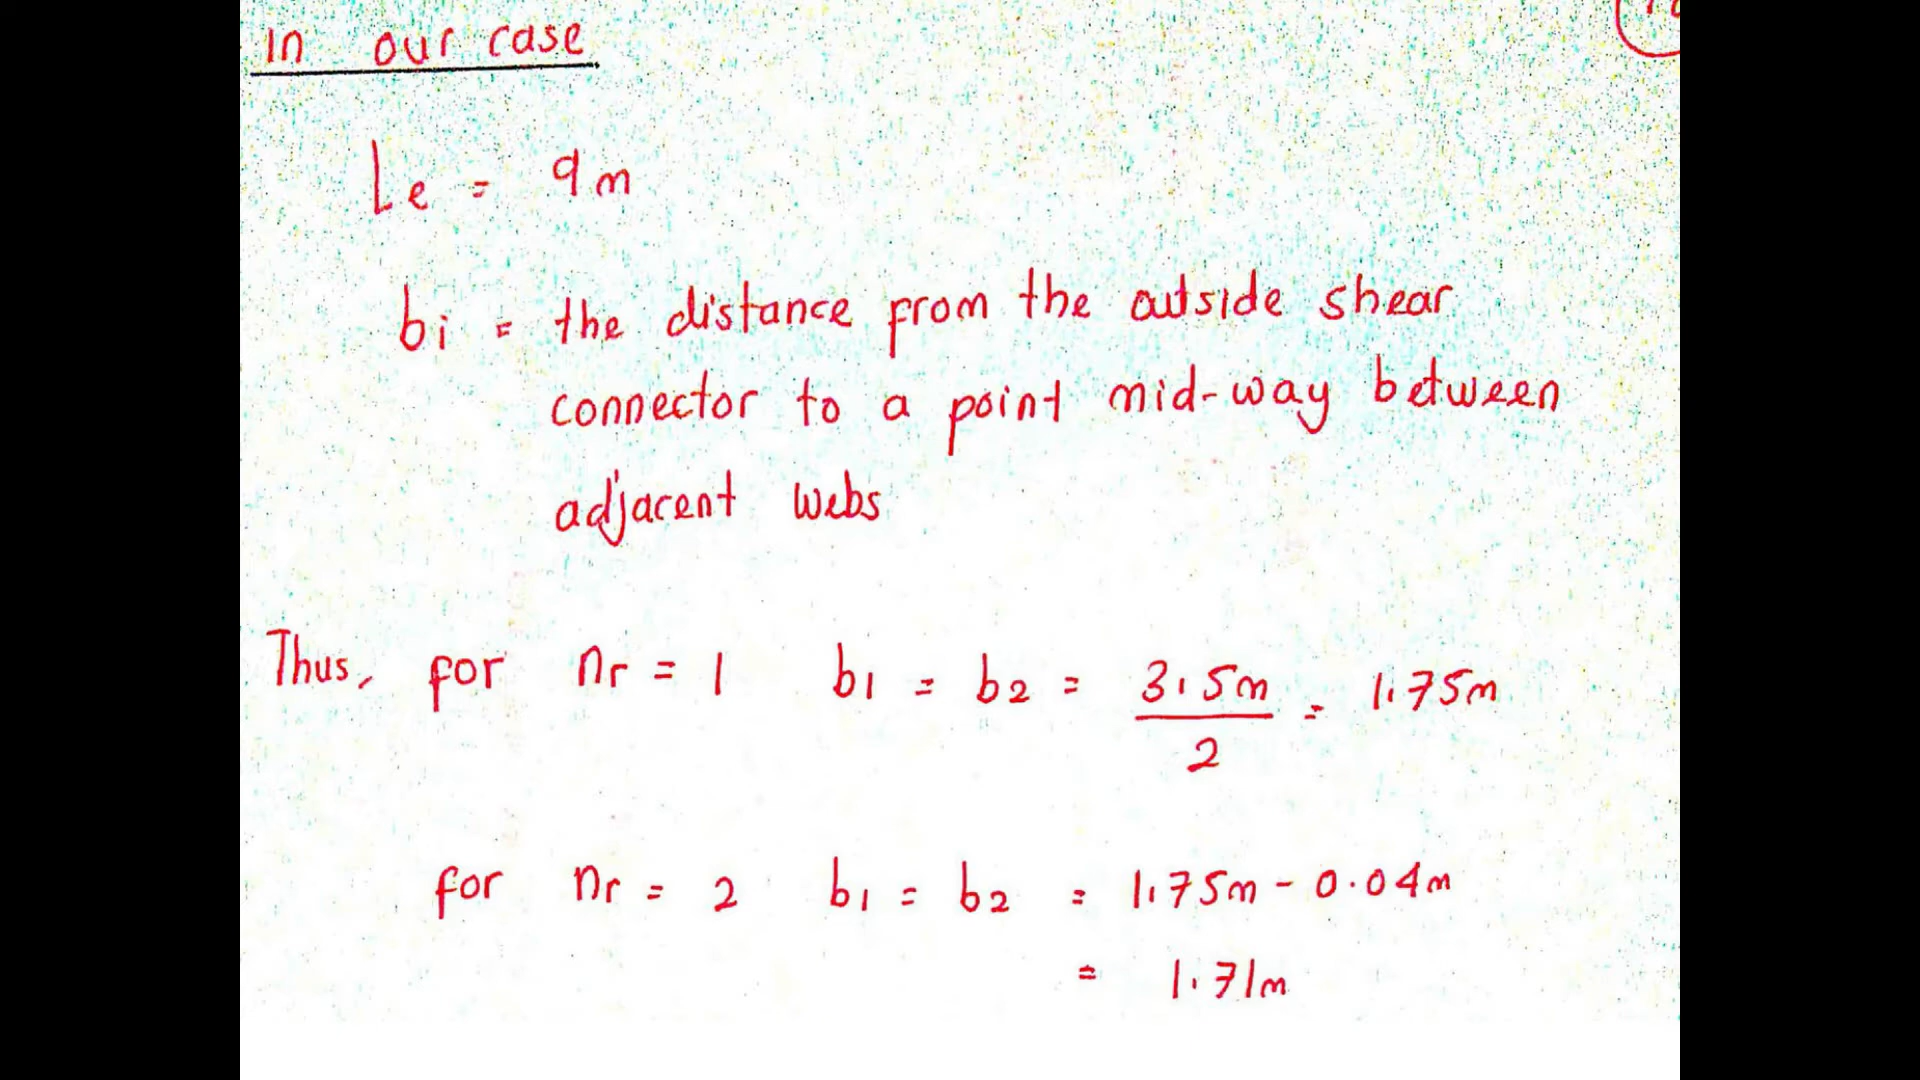 In our case
Le = 9m
bi = the distance from the outside shear
connector to a point mid-way between
adjacent webs
Thus, for nr = 1 b1 = b2 = 3.5m / 2 = 1.75m
for nr = 2 b1 = b2 = 1.75m - 0.04m
= 1.71m